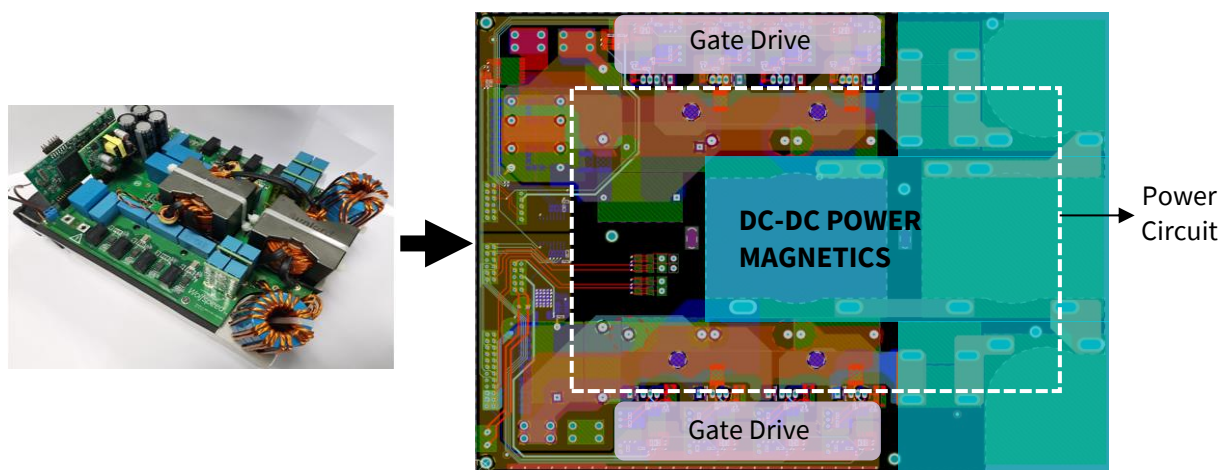 Gate Drive
DC-DC POWER
MAGNETICS
Power
Circuit
Gate Drive